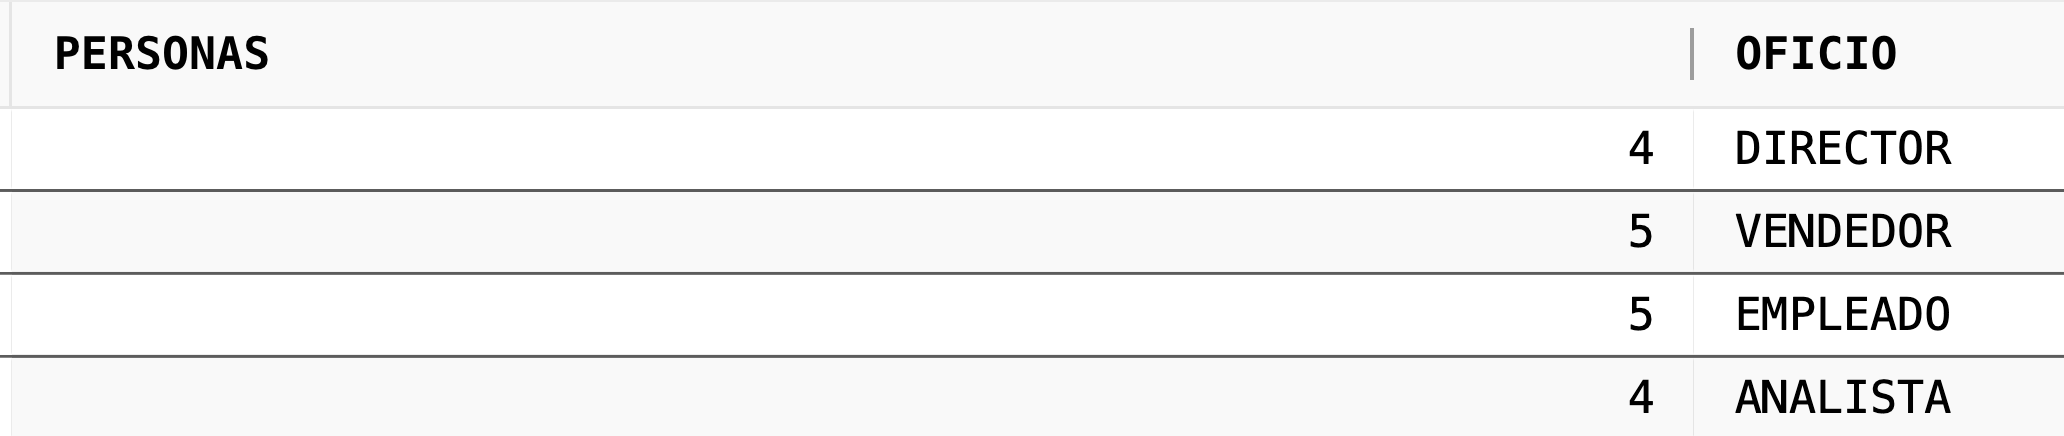 PERSONAS OFICIO
4 DIRECTOR
5 VENDEDOR
5 EMPLEADO
4 ANALISTA